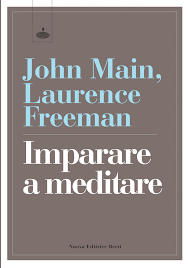 John Main,
Laurence
Freeman
Imparare
a meditare
Nuova Editrice Berti